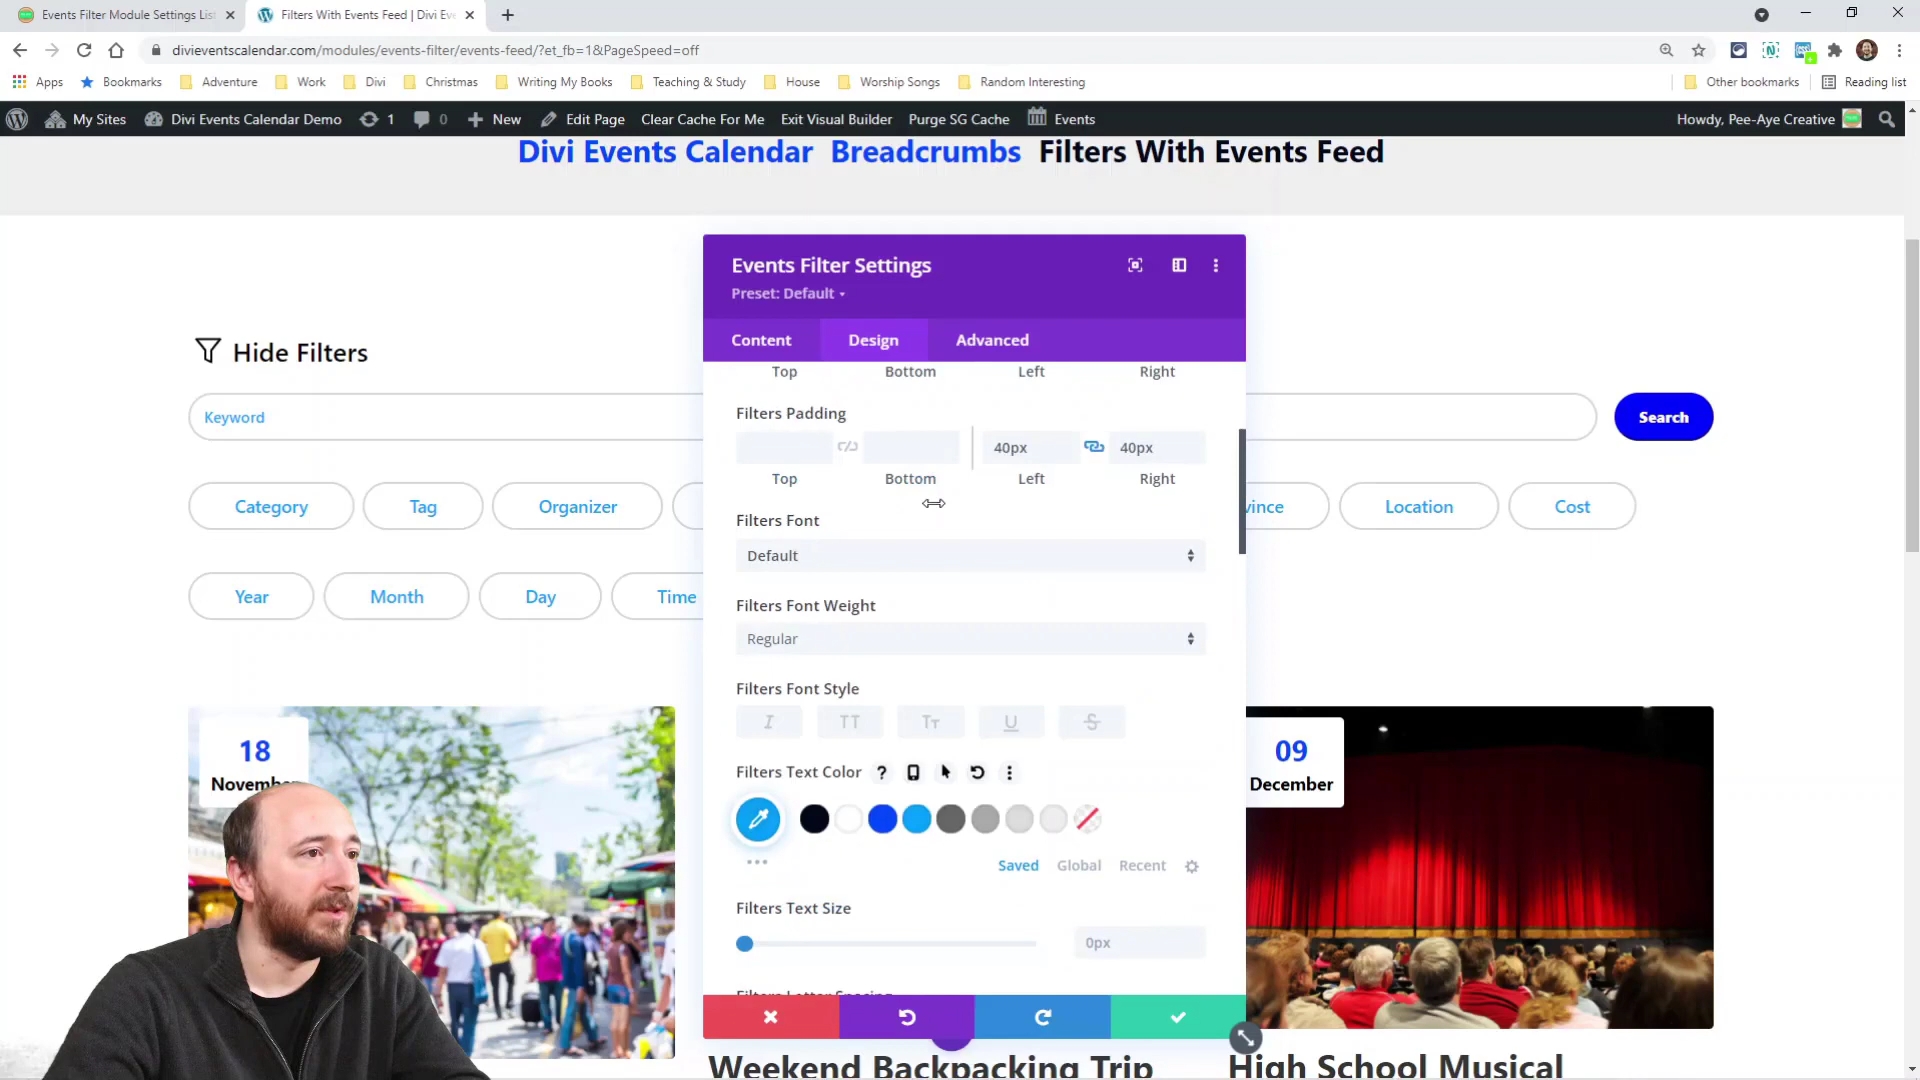 Events Filter Module Settings List
Filters With Events Feed | Divi Eve
divieventscalendar.com/modules/events-filter/events-feed/?et_fb=1&PageSpeed=off
Apps Bookmarks Adventure Work Divi Christmas Writing My Books Teaching & Study House Worship Songs Random Interesting Other bookmarks Reading list
My Sites Divi Events Calendar Demo 1 0 New Edit Page Clear Cache For Me Exit Visual Builder Purge SG Cache Events Howdy, Pee-Aye Creative
Divi Events Calendar Breadcrumbs Filters With Events Feed
Hide Filters
Keyword
Search
Category Tag Organizer
vince Location Cost
Year Month Day Time
18
November
09
December
Weekend Backpacking Trip
High School Musical
Events Filter Settings
Preset: Default
Content Design Advanced
Top Bottom Left Right
Filters Padding
40px 40px
Top Bottom Left Right
Filters Font
Default
Filters Font Weight
Regular
Filters Font Style
I TT Tт U S
Filters Text Color ?
Saved Global Recent
Filters Text Size
0px
Filters Letter Spacing